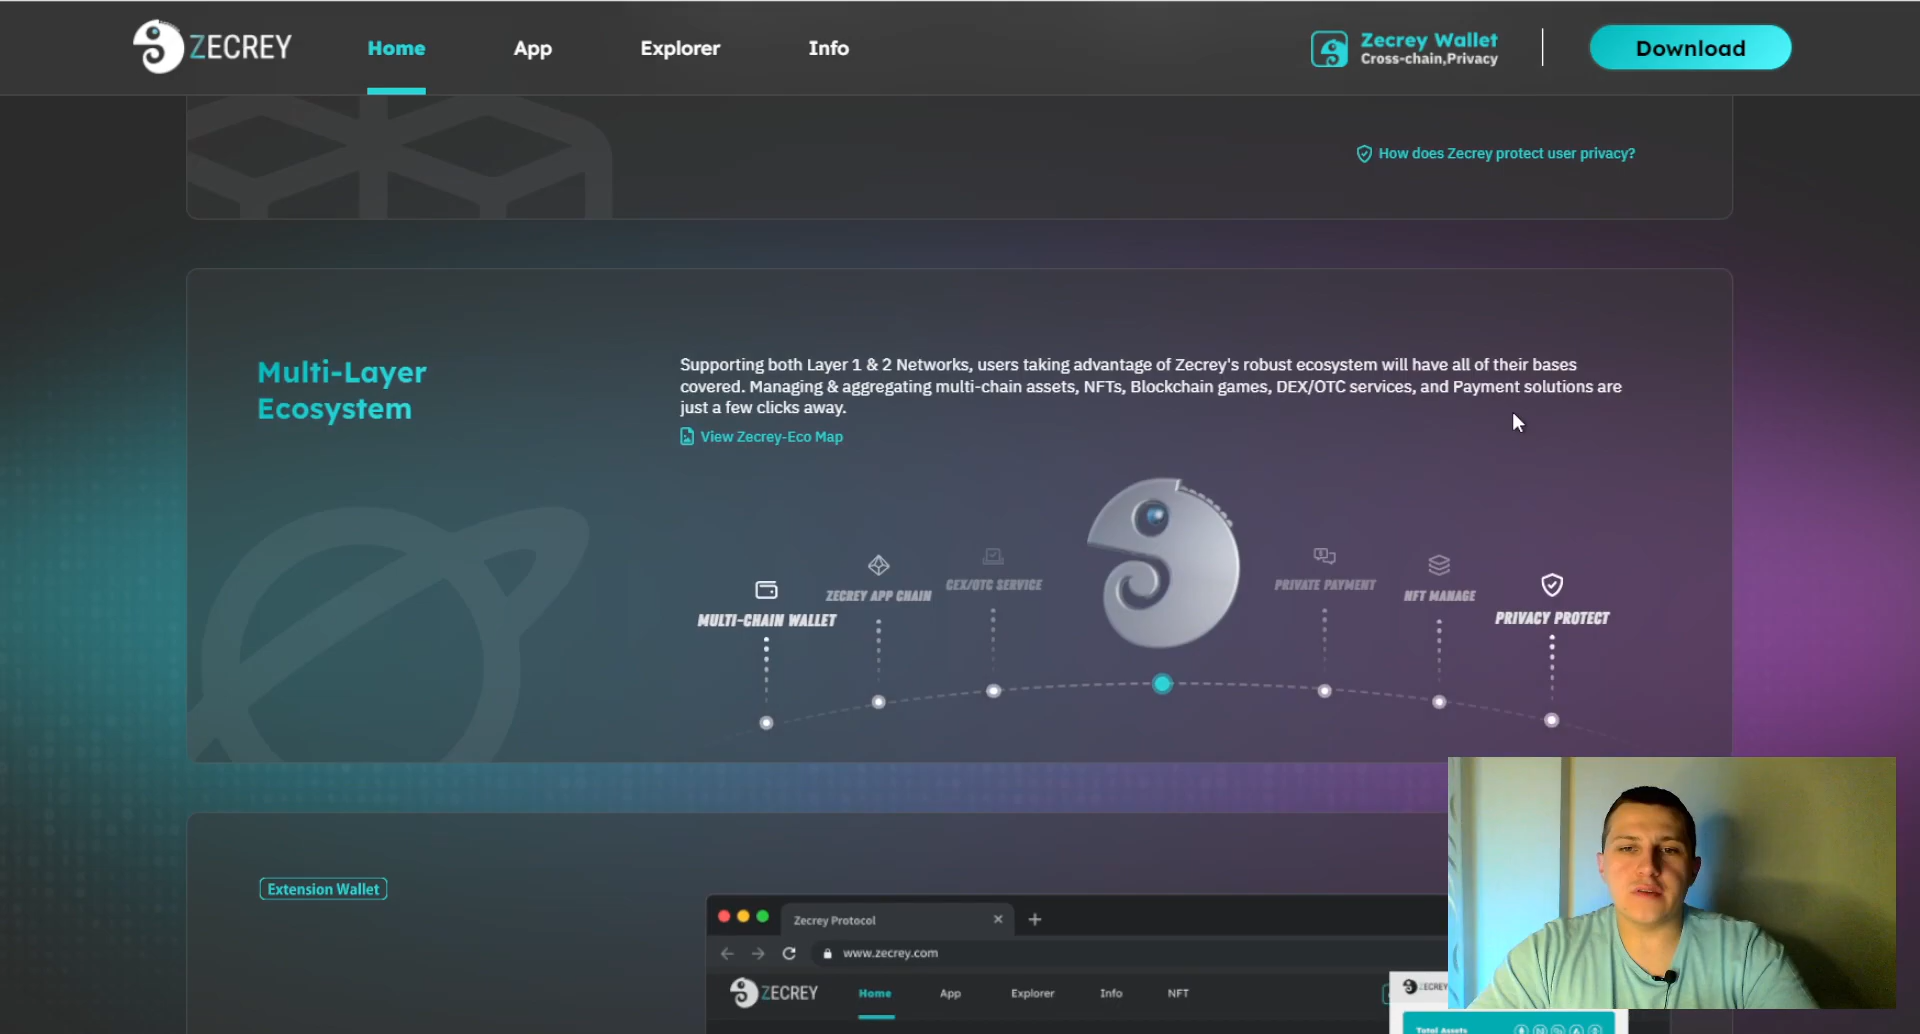 ZECREY
Home
App
Explorer
Info
Zecrey Wallet
Cross-chain,Privacy
Download
How does Zecrey protect user privacy?
Multi-Layer
Ecosystem
Supporting both Layer 1 & 2 Networks, users taking advantage of Zecrey's robust ecosystem will have all of their bases
covered. Managing & aggregating multi-chain assets, NFTs, Blockchain games, DEX/OTC services, and Payment solutions are
just a few clicks away.
View Zecrey-Eco Map
MULTI-CHAIN WALLET
ZECREY APP CHAIN
CEX/OTC SERVICE
PRIVATE PAYMENT
NFT MANAGE
PRIVACY PROTECT
Extension Wallet
Zecrey Protocol
www.zecrey.com
ZECREY
Home
App
Explorer
Info
NFT
ZECREY
Total Assets